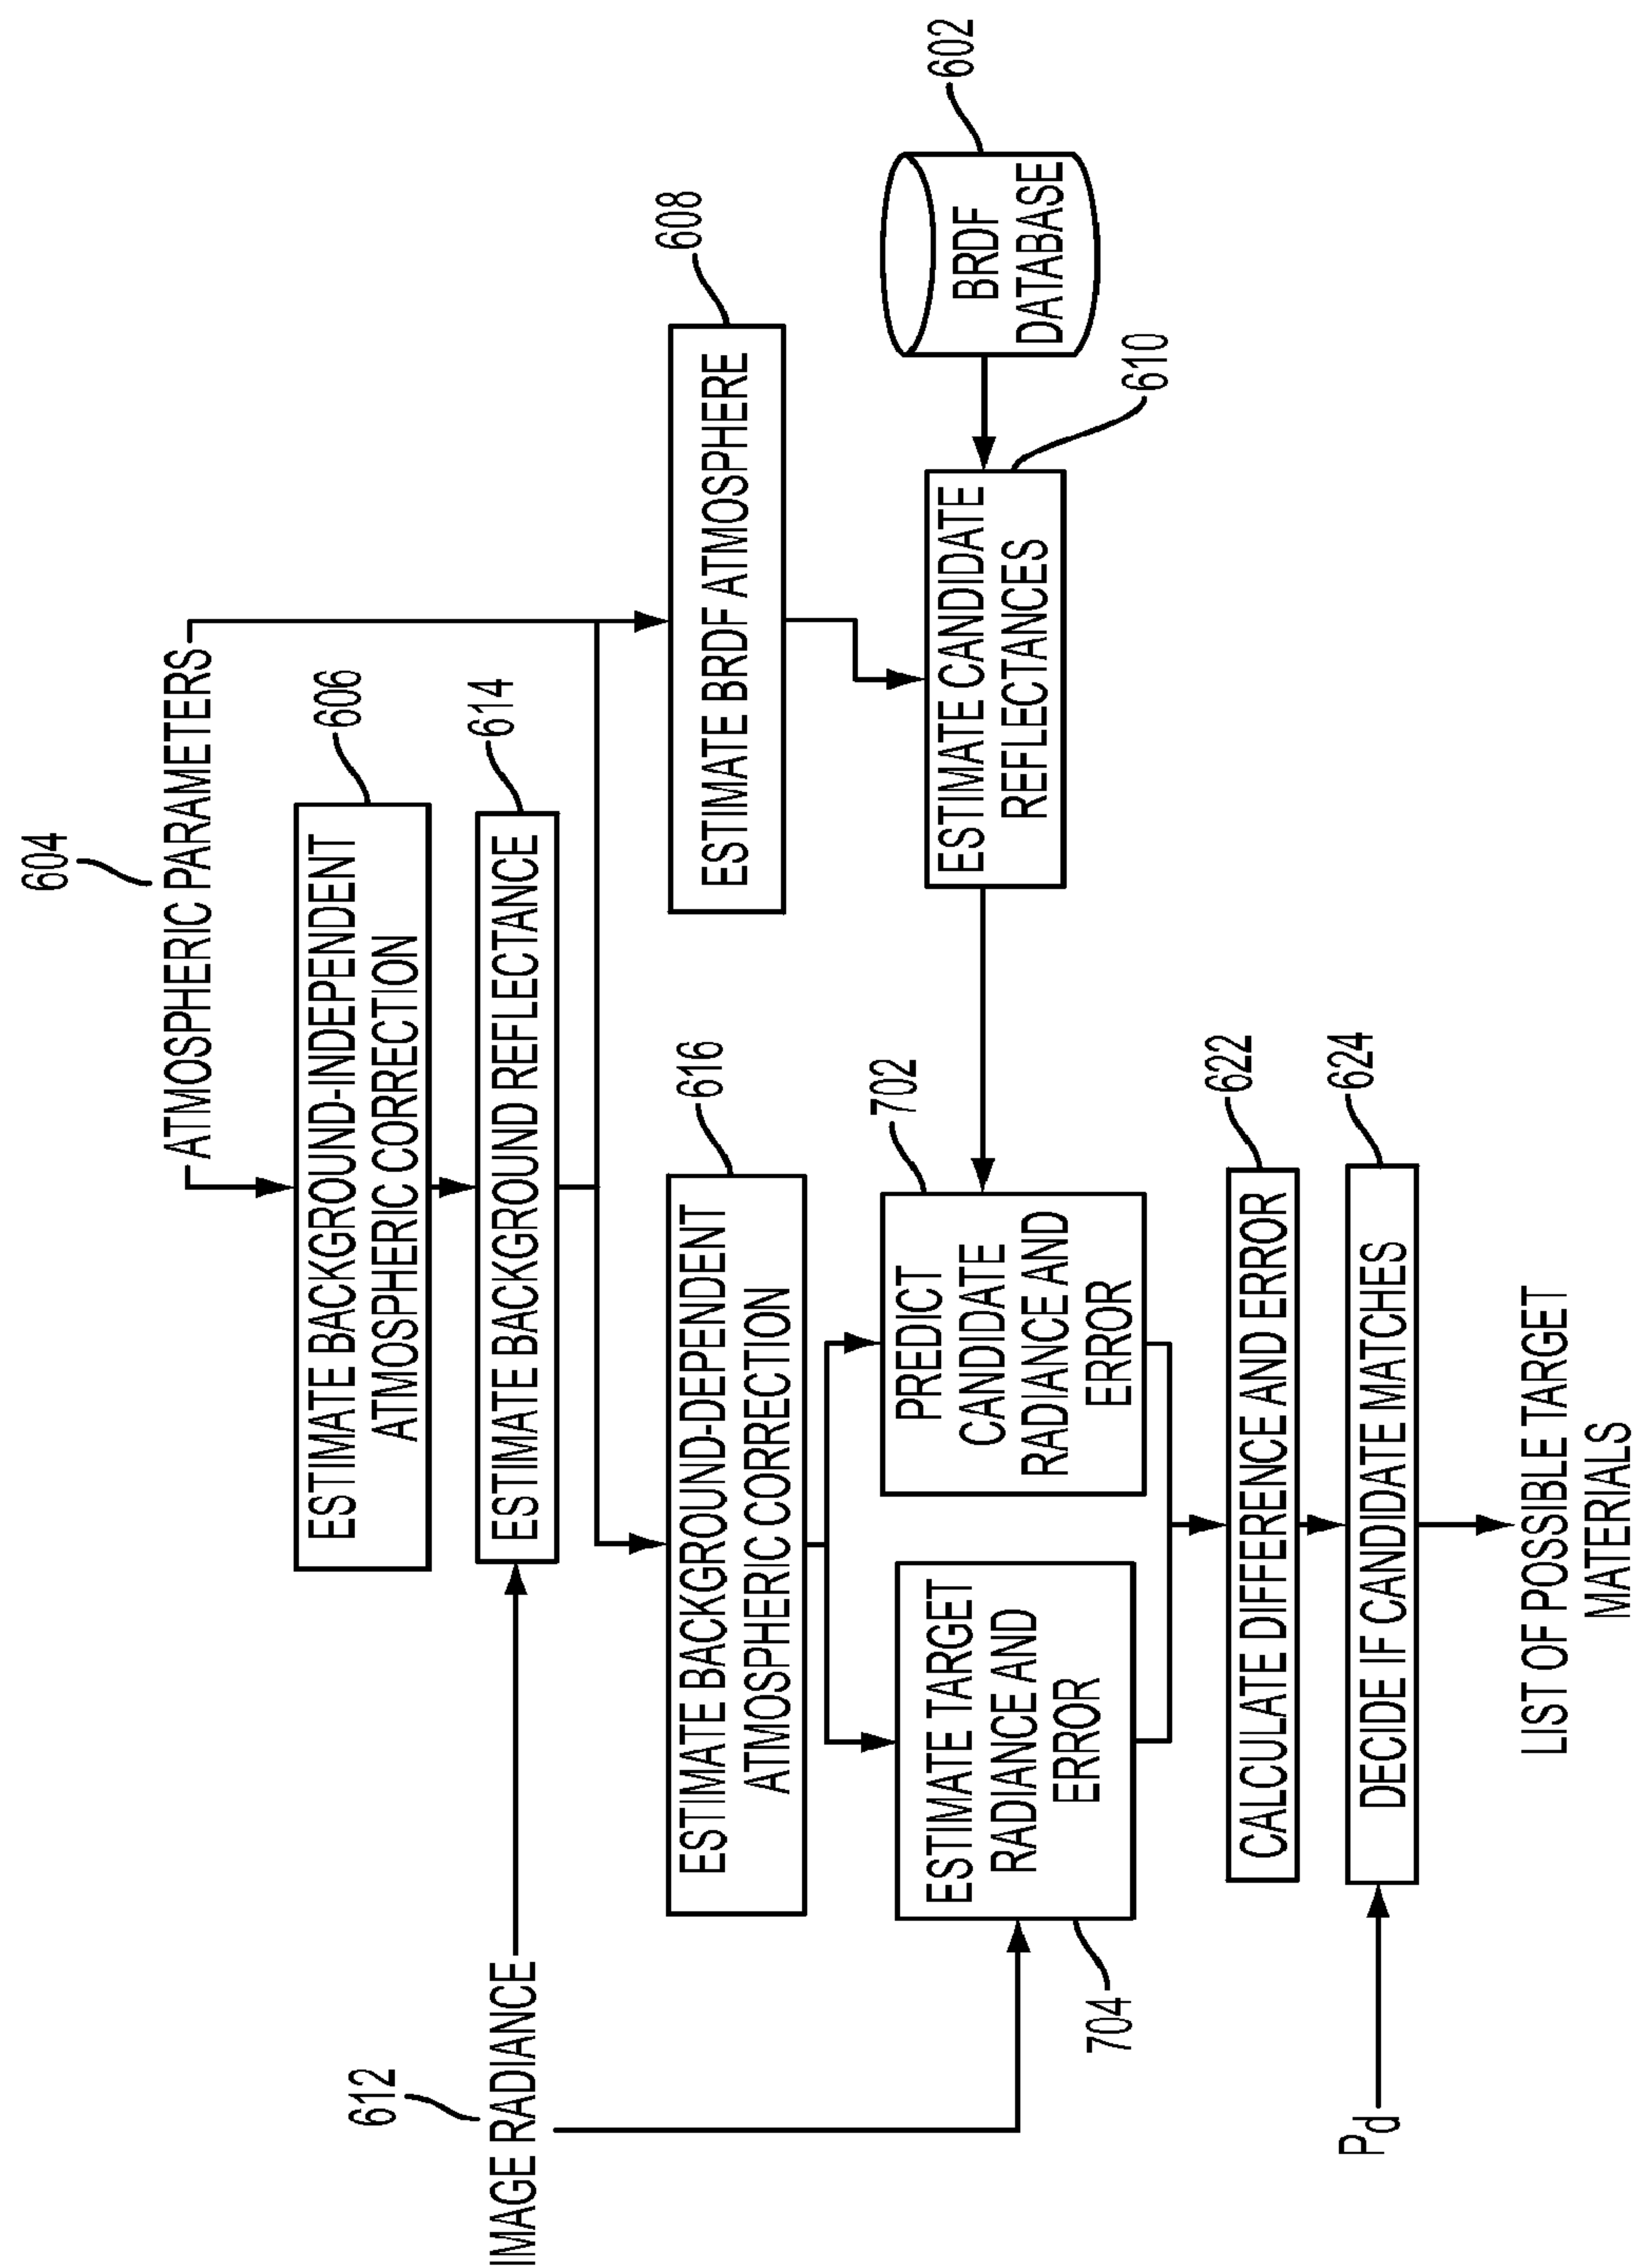 604
ATMOSPHERIC PARAMETERS
606
ESTIMATE BACKGROUND-INDEPENDENT
ATMOSPHERIC CORRECTION
612
IMAGE RADIANCE
614
ESTIMATE BACKGROUND REFLECTANCE
616
ESTIMATE BACKGROUND-DEPENDENT
ATMOSPHERIC CORRECTION
608
ESTIMATE BRDF ATMOSPHERE
704
ESTIMATE TARGET
RADIANCE AND
ERROR
702
PREDICT
CANDIDATE
RADIANCE AND
ERROR
610
ESTIMATE CANDIDATE
REFLECTANCES
602
BRDF
DATABASE
622
CALCULATE DIFFERENCE AND ERROR
Pd
624
DECIDE IF CANDIDATE MATCHES
LIST OF POSSIBLE TARGET
MATERIALS